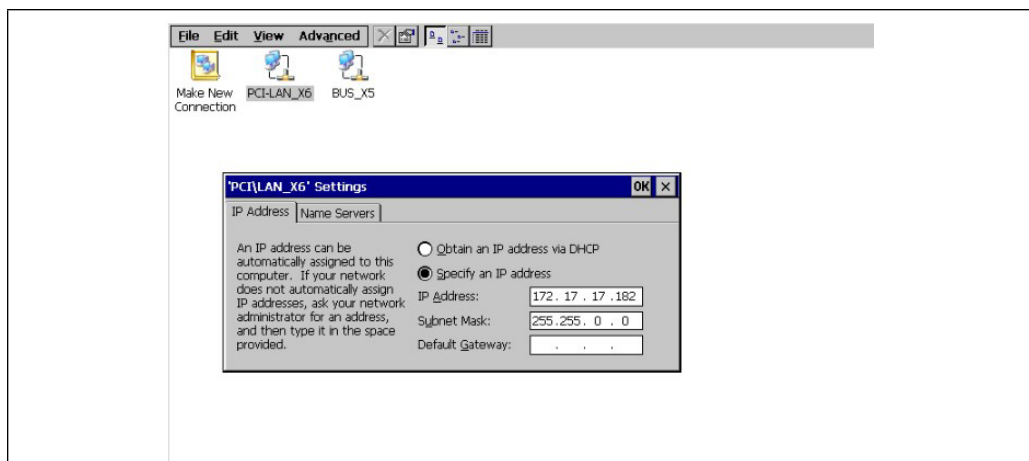 File Edit View Advanced
Make New
Connection
PCI-LAN_X6
BUS_X5
'PCI\LAN_X6' Settings
OK
IP Address
Name Servers
An IP address can be
automatically assigned to this
computer. If your network
does not automatically assign
IP addresses, ask your network
administrator for an address,
and then type it in the space
provided.
Obtain an IP address via DHCP
Specify an IP address
IP Address: 172. 17 . 17 .182
Subnet Mask: 255.255. 0 . 0
Default Gateway: . . .